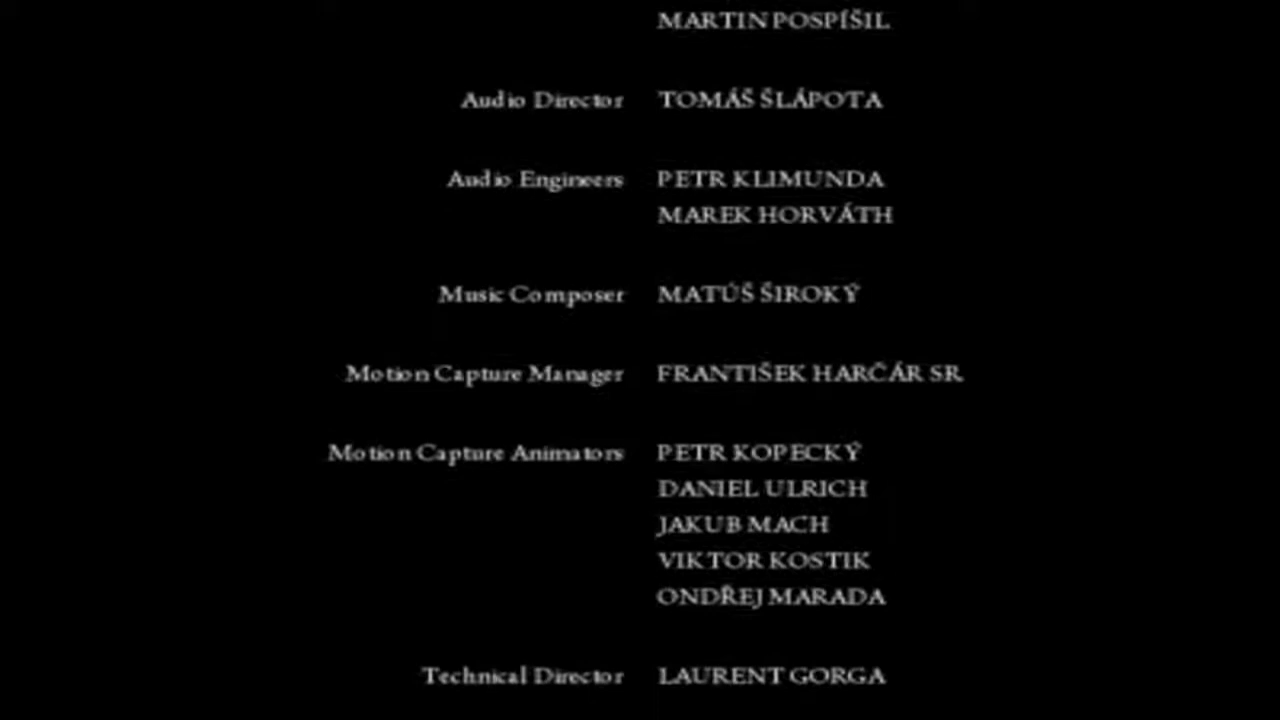 MARTIN POSPÍŠIL
Audio Director TOMÁŠ ŠLÁPOTA
Audio Engineers PETR KLIMUNDA
MAREK HORVÁTH
Music Composer MATÚŠ ŠIROKÝ
Motion Capture Manager FRANTIŠEK HARČÁR SR
Motion Capture Animators PETR KOPECKÝ
DANIEL ULRICH
JAKUB MACH
VIKTOR KOSTIK
ONDŘEJ MARADA
Technical Director LAURENT GORGA